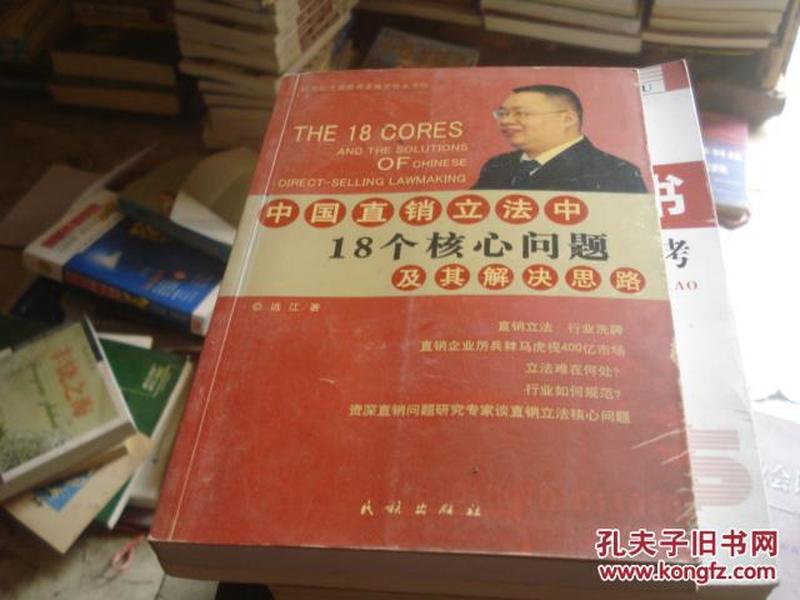 THE 18 CORES
AND THE SOLUTIONS
OF CHINESE
DIRECT-SELLING LAWMAKING
中国直销立法中
18个核心问题
及其解决思路
◎远江/著
直销立法 行业洗牌
直销企业厉兵秣马虎视400亿市场
立法难在何处?
行业如何规范?
资深直销问题研究专家谈直销立法核心问题
民族出版社
书
考
AO
孔夫子旧书网
www.kongfz.com